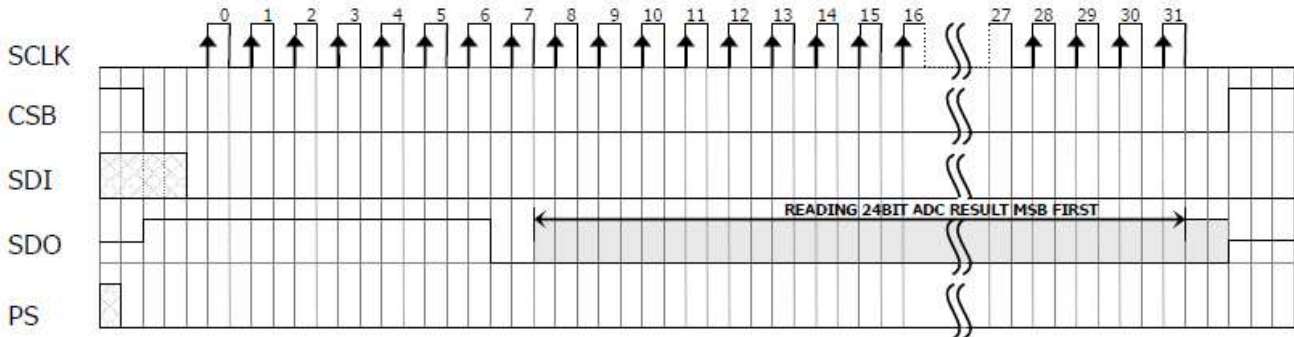 0 1 2 3 4 5 6 7 8 9 10 11 12 13 14 15 16 27 28 29 30 31
SCLK
CSB
SDI
READING 24BIT ADC RESULT MSB FIRST
SDO
PS